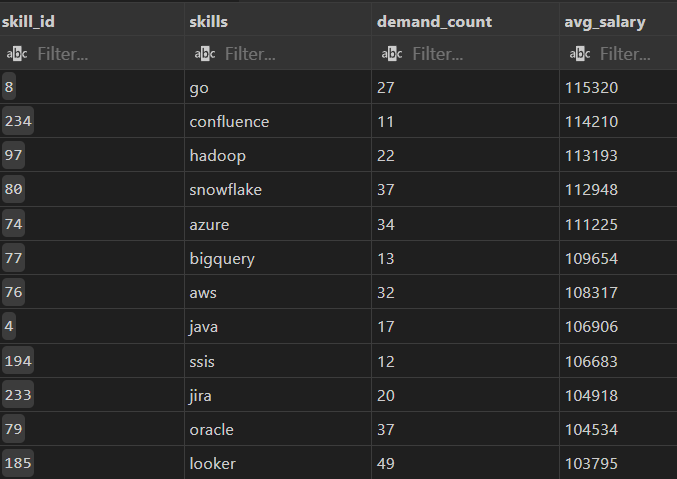 skill_id skills demand_count avg_salary
abc Filter... abc Filter... abc Filter... abc Filter...
8 go 27 115320
234 confluence 11 114210
97 hadoop 22 113193
80 snowflake 37 112948
74 azure 34 111225
77 bigquery 13 109654
76 aws 32 108317
4 java 17 106906
194 ssis 12 106683
233 jira 20 104918
79 oracle 37 104534
185 looker 49 103795